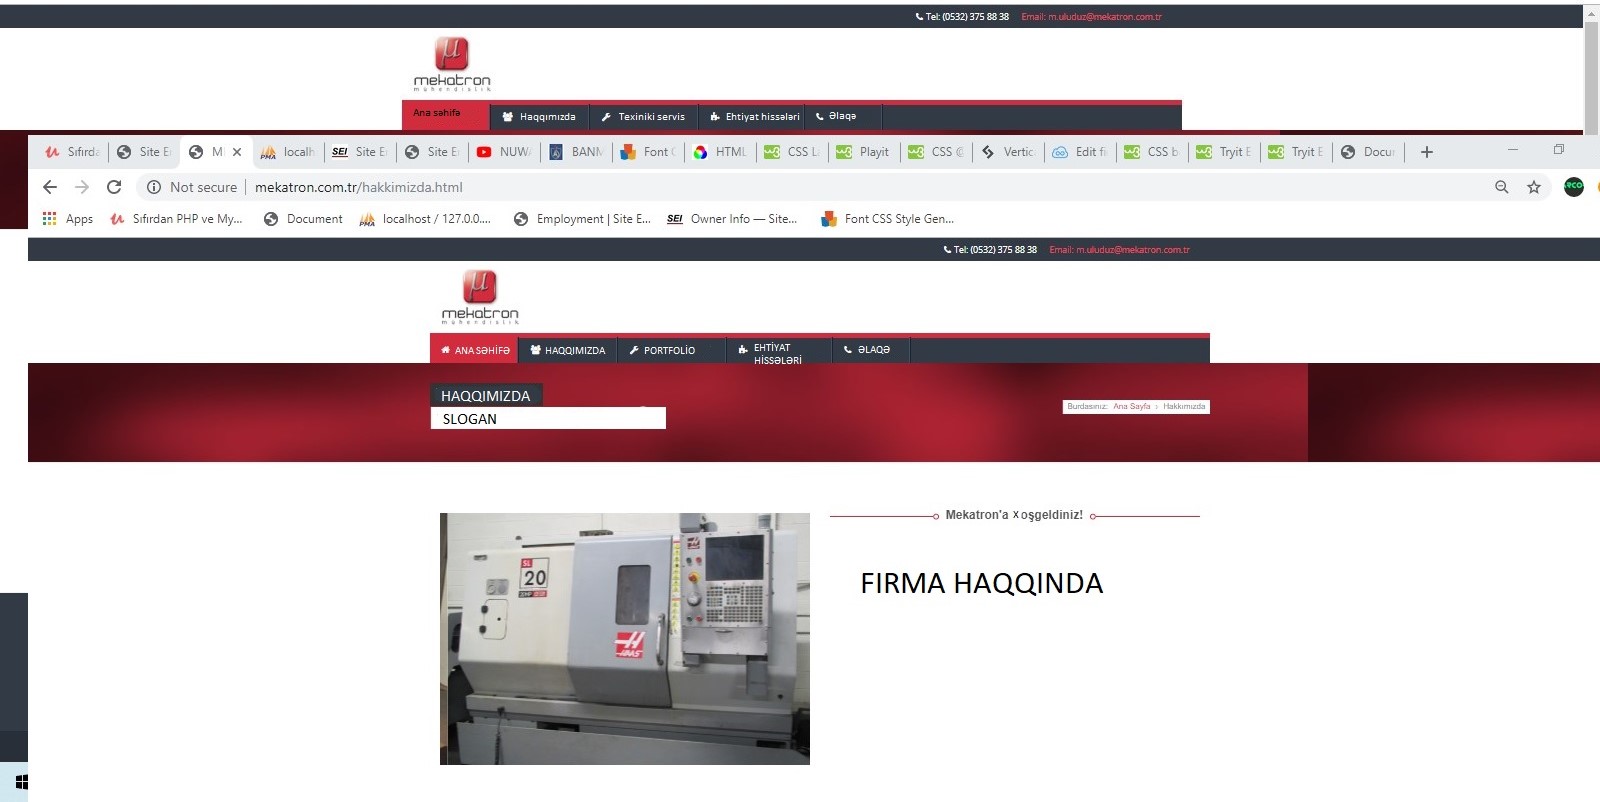 Tel: (0532) 375 88 38 Email: m.uluduz@mekatron.com.tr
µ
mekatron
mühendislik
Ana səhifə Haqqımızda Texiniki servis Ehtiyat hissələri Əlaqə
Sıfırda Site E M localh Site E Site E NUW BANM Font C HTML CSS L Playit CSS @ Vertic Edit fi CSS b Tryit E Tryit E Docu
Not secure mekatron.com.tr/hakkimizda.html
Apps Sıfırdan PHP ve My... Document localhost / 127.0.0.... Employment | Site E... SEI Owner Info — Site... Font CSS Style Gen...
Tel: (0532) 375 88 38 Email: m.uluduz@mekatron.com.tr
µ
mekatron
mühendislik
ANA SƏHİFƏ HAQQIMIZDA PORTFOLİO EHTİYAT HİSSƏLƏRİ ƏLAQƏ
HAQQIMIZDA
SLOGAN
Burdasınız: Ana Sayfa › Hakkımızda
Mekatron'a xoşgeldiniz!
FIRMA HAQQINDA
SL
20
HAAS